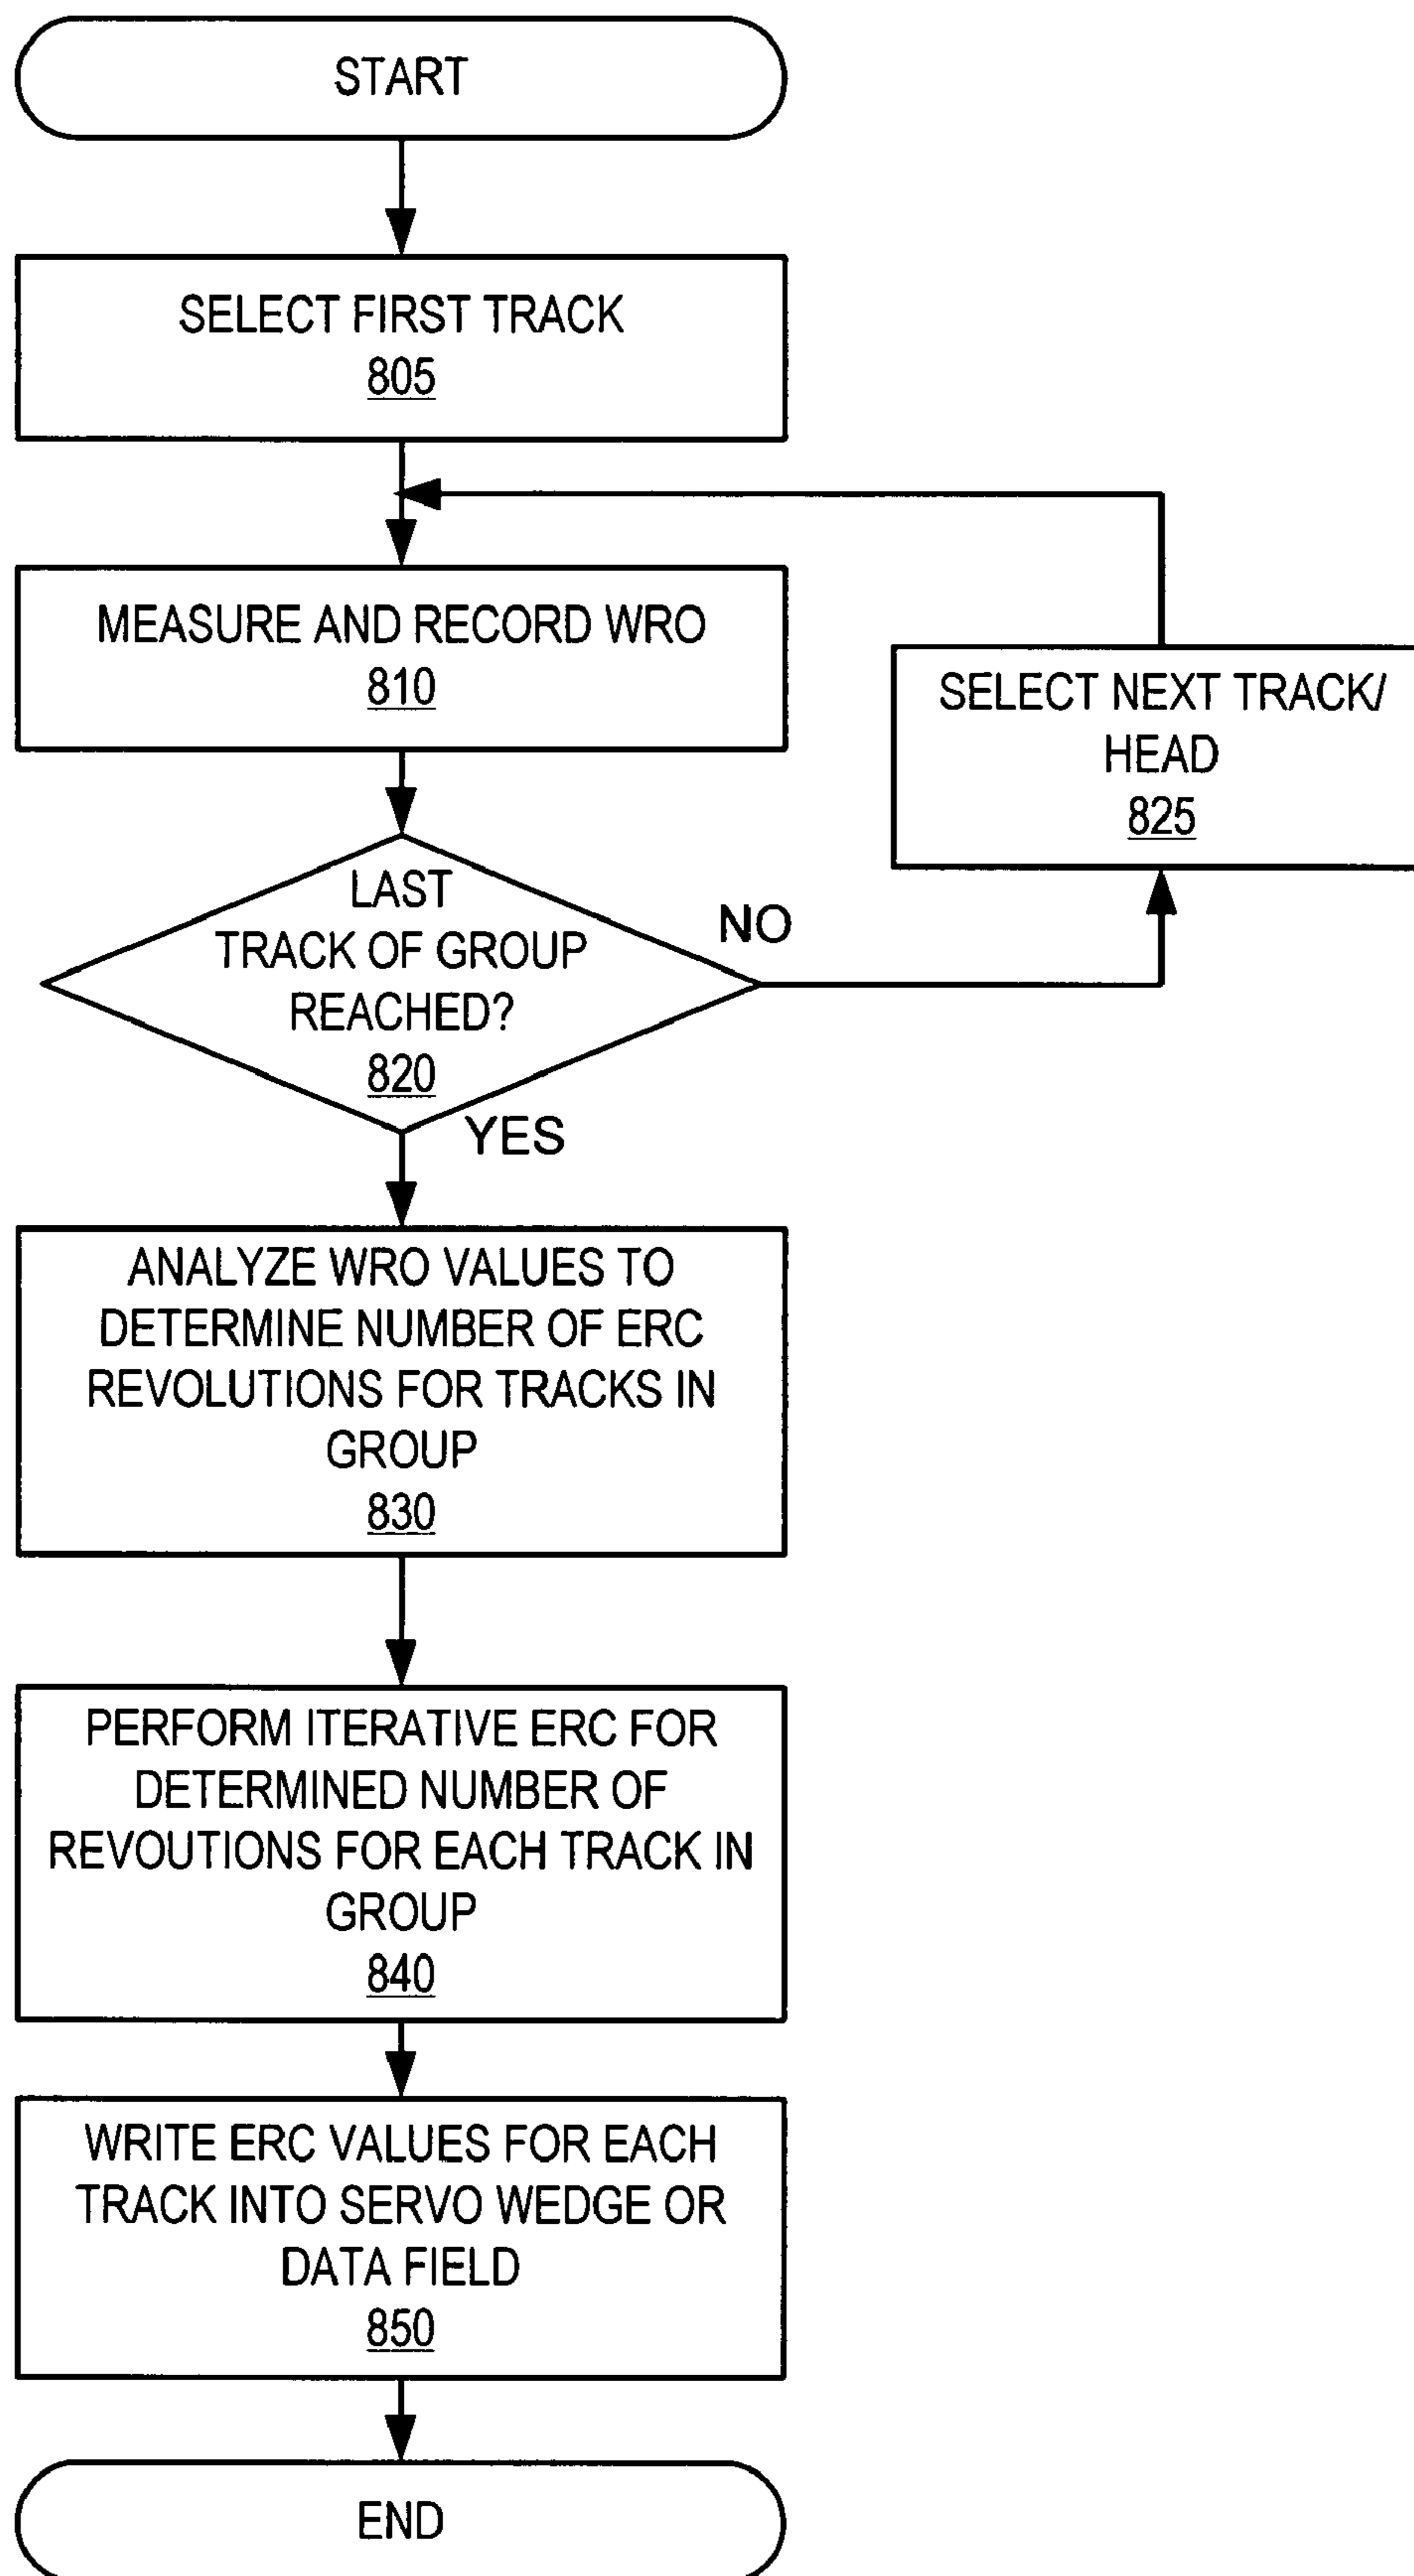 START
SELECT FIRST TRACK
805
MEASURE AND RECORD WRO
810
SELECT NEXT TRACK/
HEAD
825
LAST
TRACK OF GROUP
REACHED?
820
NO
YES
ANALYZE WRO VALUES TO
DETERMINE NUMBER OF ERC
REVOLUTIONS FOR TRACKS IN
GROUP
830
PERFORM ITERATIVE ERC FOR
DETERMINED NUMBER OF
REVOUTIONS FOR EACH TRACK IN
GROUP
840
WRITE ERC VALUES FOR EACH
TRACK INTO SERVO WEDGE OR
DATA FIELD
850
END